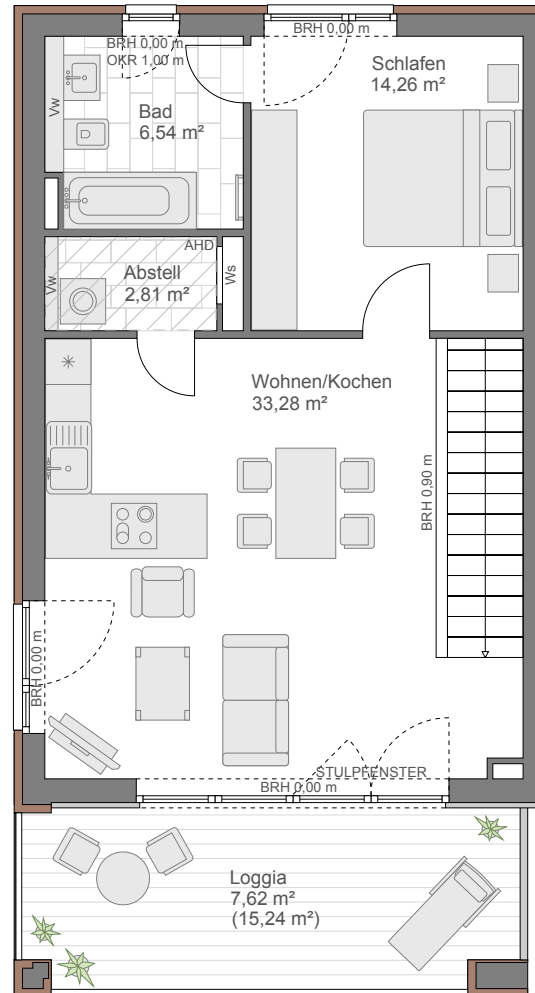 BRH 0,00 m
OKR 1,00 m
BRH 0,00 m
Schlafen
14,26 m²
Vw
Bad
6,54 m²
AHD
Vw
Abstell
2,81 m²
Ws
Wohnen/Kochen
33,28 m²
BRH 0,90 m
BRH 0,00 m
STULPFENSTER
BRH 0,00 m
Loggia
7,62 m²
(15,24 m²)